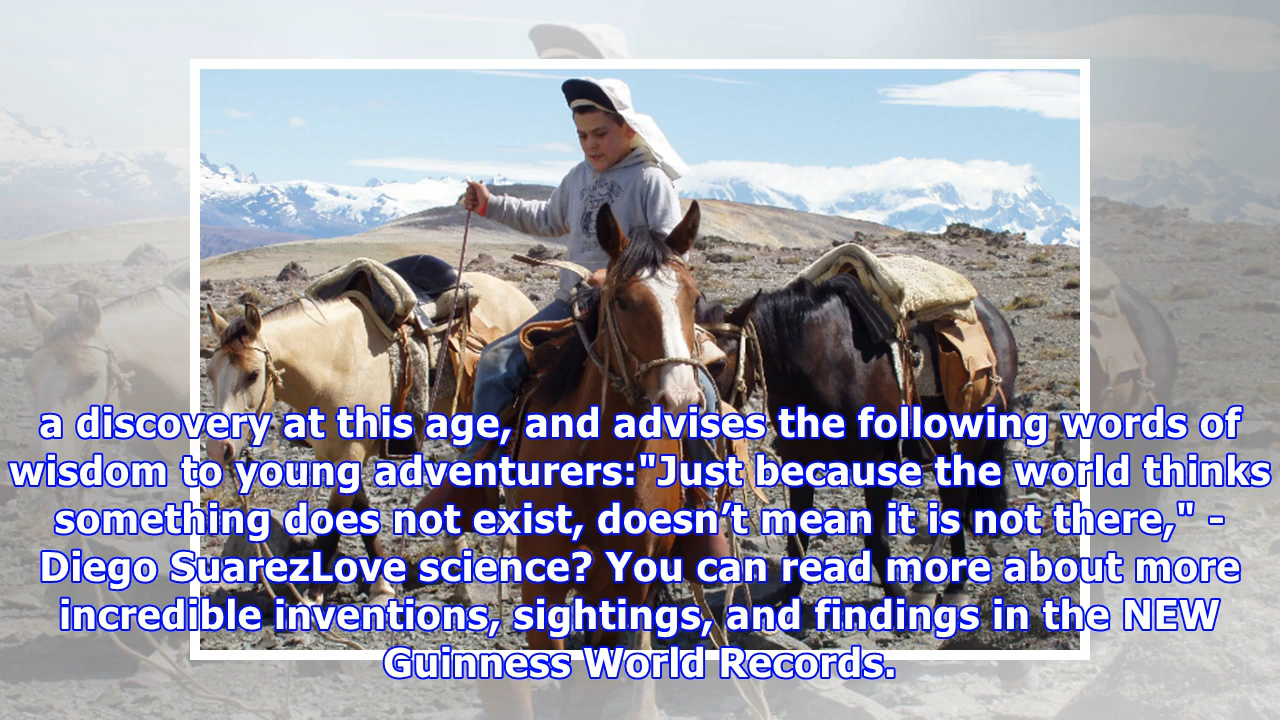 a discovery at this age, and advises the following words of
wisdom to young adventurers:"Just because the world thinks
something does not exist, doesn’t mean it is not there," -
Diego SuarezLove science? You can read more about more
incredible inventions, sightings, and findings in the NEW
Guinness World Records.